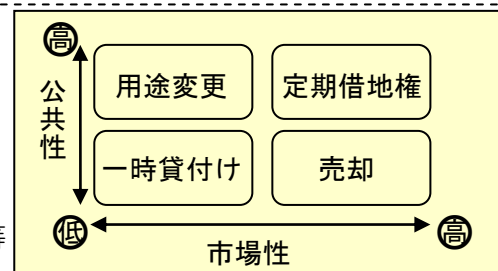 高
用途変更 定期借地権
公共性
一時貸付け 売却
等 低 高
市場性